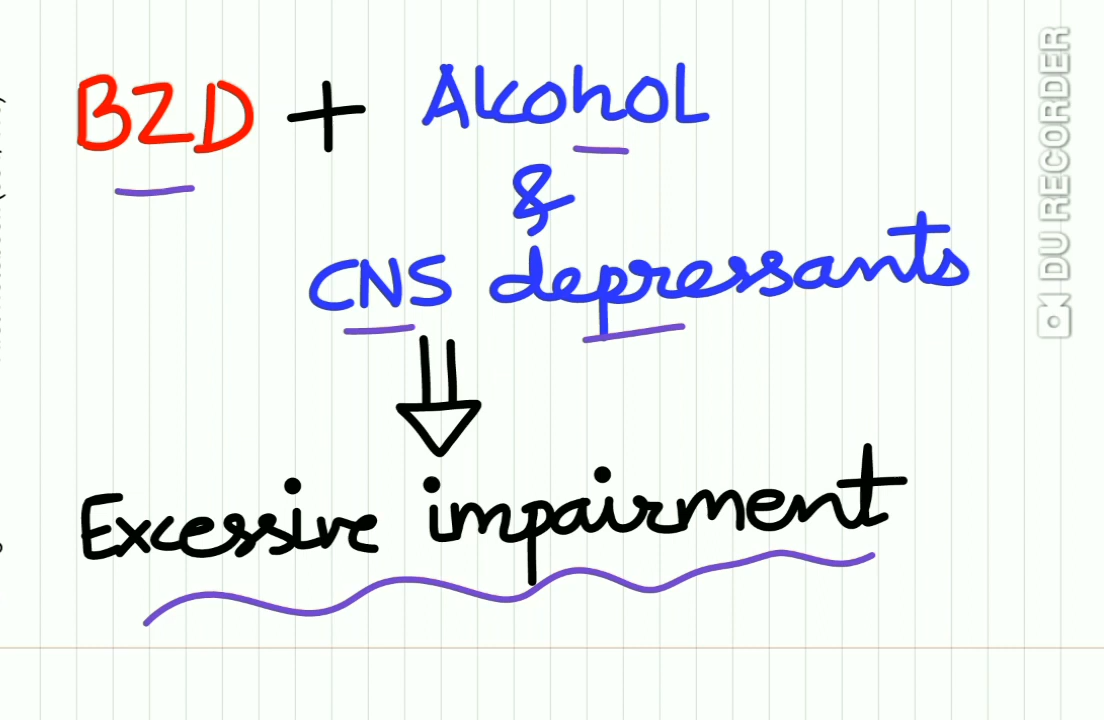 BZD + Alcohol
&
CNS depressants
Excessive impairment
DU RECORDER